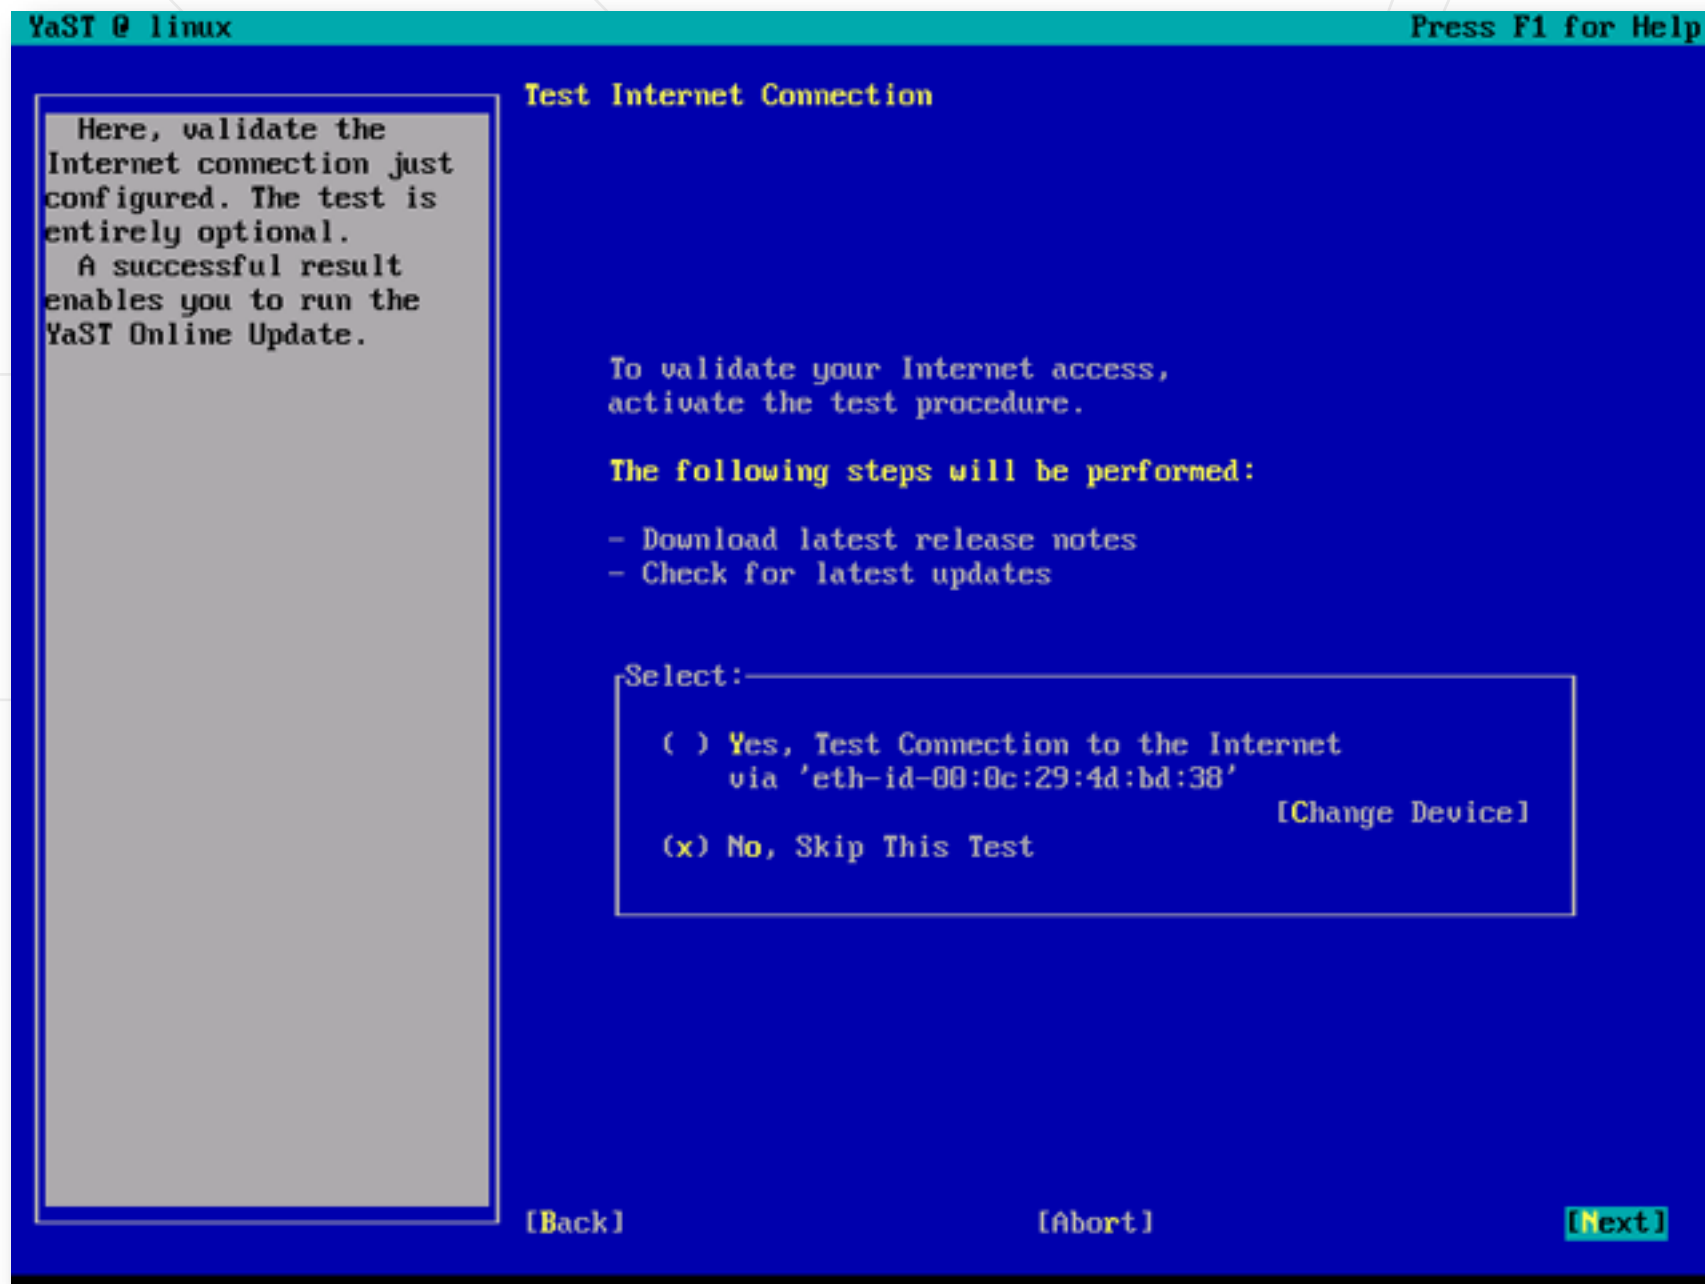 YaST @ linux Press F1 for Help
Here, validate the
Internet connection just
configured. The test is
entirely optional.
A successful result
enables you to run the
YaST Online Update.
Test Internet Connection
To validate your Internet access,
activate the test procedure.
The following steps will be performed:
- Download latest release notes
- Check for latest updates
Select:
( ) Yes, Test Connection to the Internet
via 'eth-id-00:0c:29:4d:bd:38'
[Change Device]
(x) No, Skip This Test
[Back] [Abort] [Next]